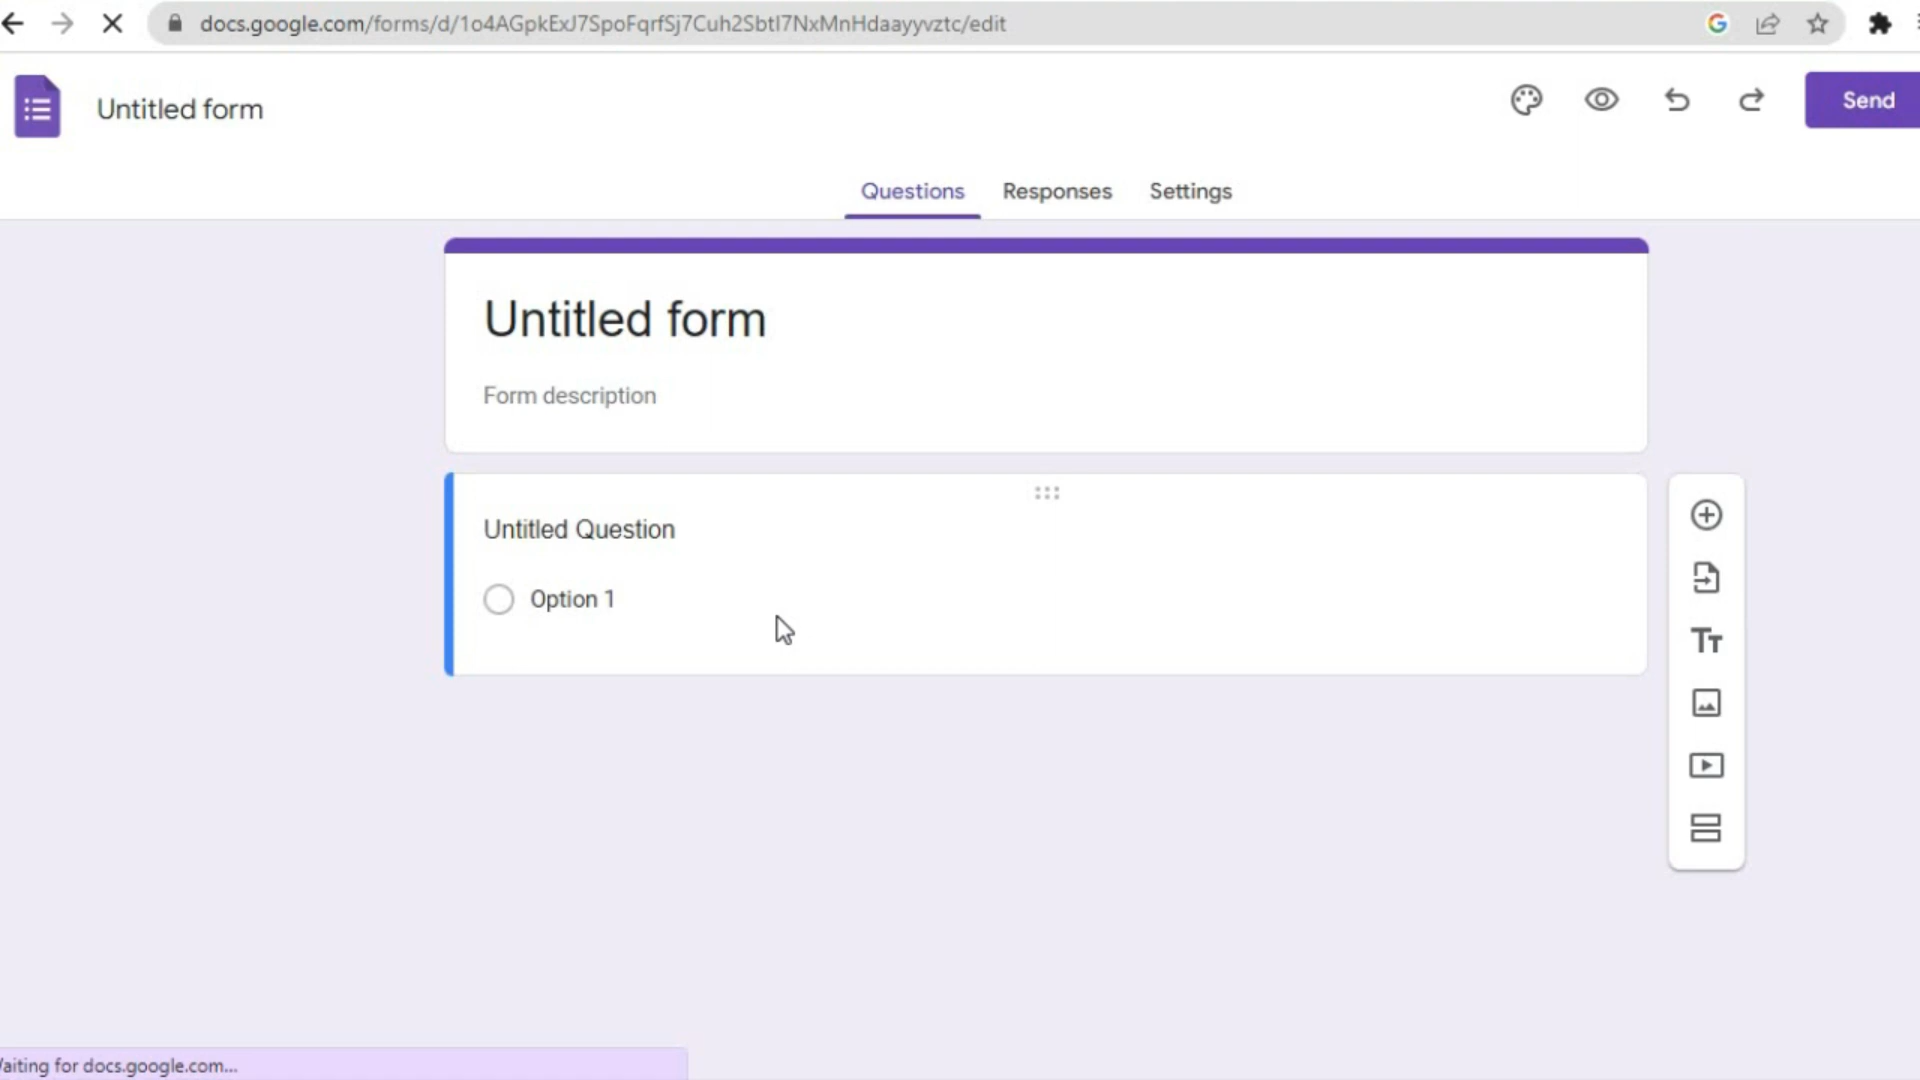 docs.google.com/forms/d/1o4AGpkExJ7SpoFqrfSj7Cuh2SbtI7NxMnHdaayyvztc/edit
Untitled form
Send
Questions Responses Settings
Untitled form
Form description
Untitled Question
Option 1
Tт
aiting for docs.google.com...